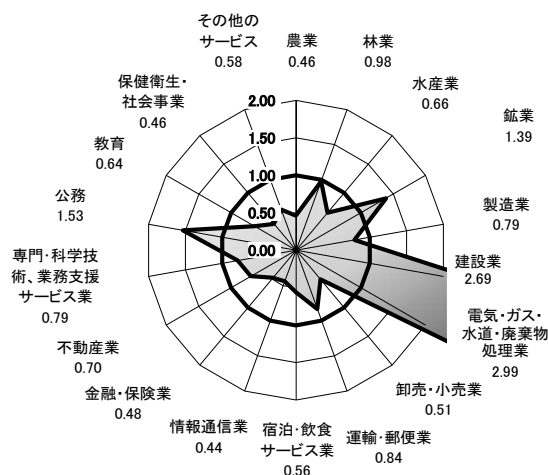 農業
0.46
林業
0.98
水産業
0.66
鉱業
1.39
製造業
0.79
建設業
2.69
電気・ガス・
水道・廃棄物
処理業
2.99
卸売・小売業
0.51
運輸・郵便業
0.84
宿泊・飲食
サービス業
0.56
情報通信業
0.44
金融・保険業
0.48
不動産業
0.70
専門・科学技
術、業務支援
サービス業
0.79
公務
1.53
教育
0.64
保健衛生・
社会事業
0.46
その他の
サービス
0.58
2.00
1.50
1.00
0.50
0.00